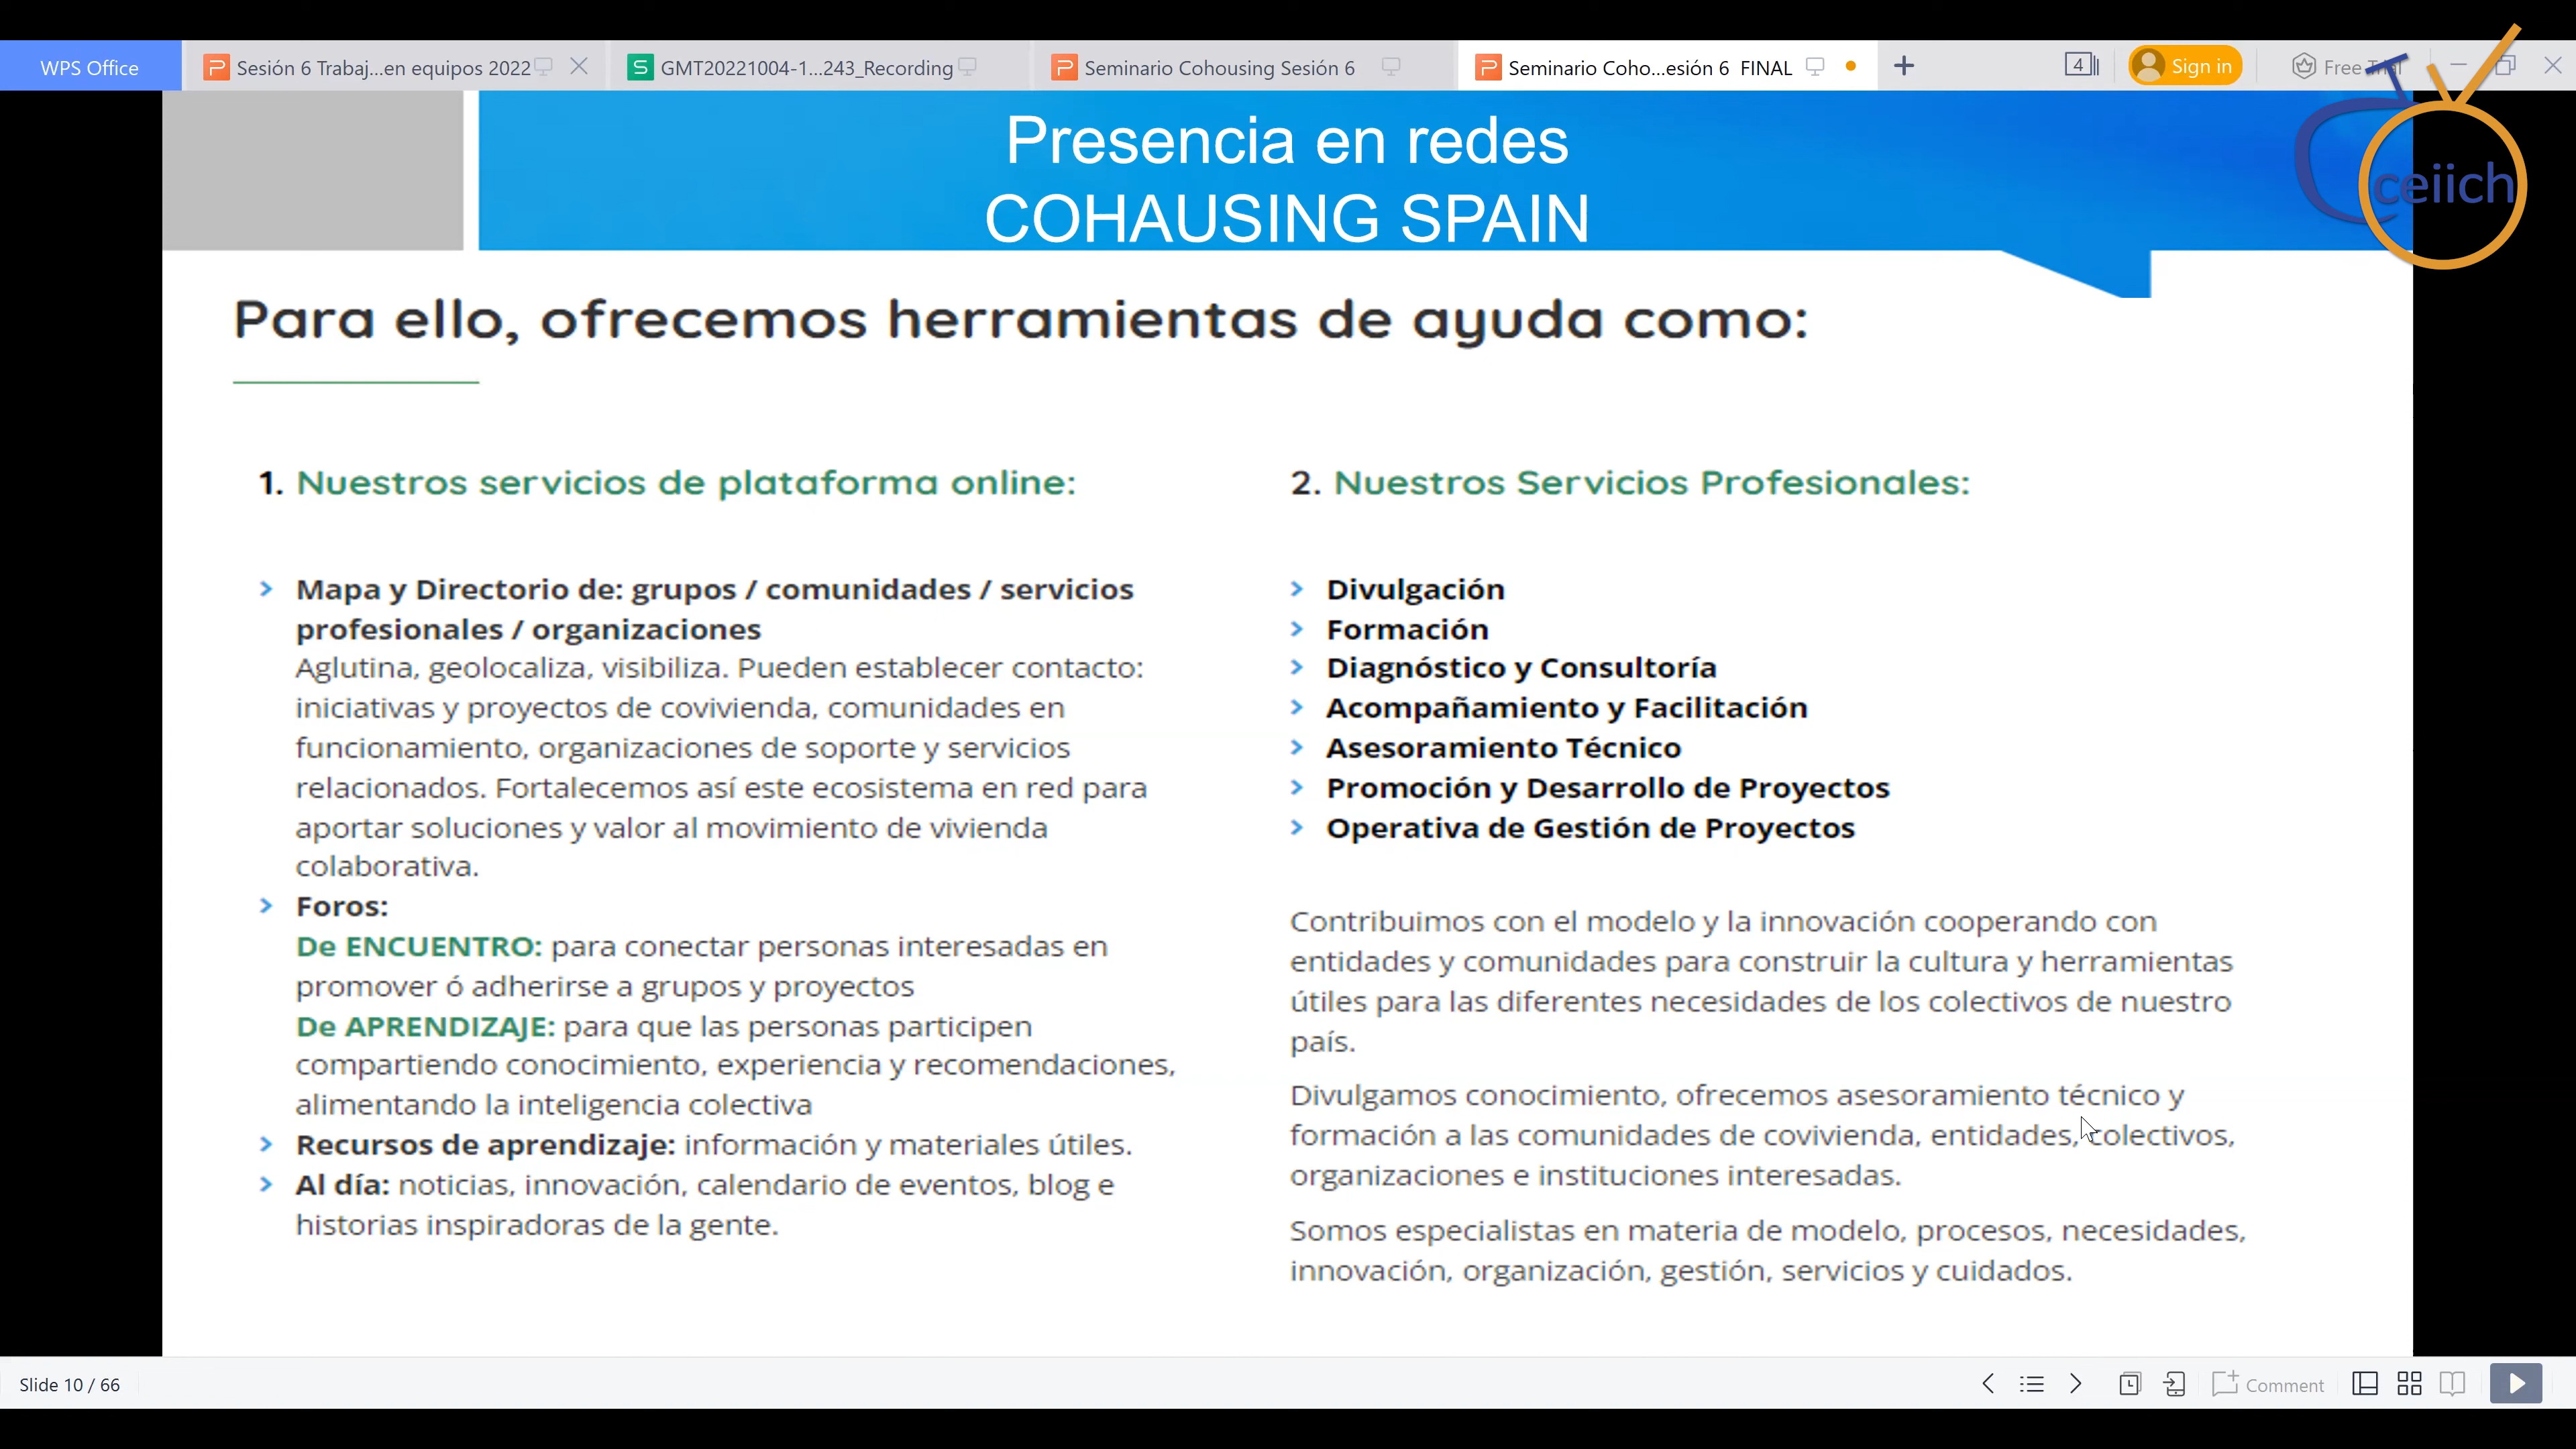 WPS Office
Sesión 6 Trabaj...en equipos 2022
GMT20221004-1...243_Recording
Seminario Cohousing Sesión 6
Seminario Coho...esión 6 FINAL
4
Sign in
Free Trial
ceiich
Presencia en redes
COHAUSING SPAIN
Para ello, ofrecemos herramientas de ayuda como:
1. Nuestros servicios de plataforma online:
Mapa y Directorio de: grupos / comunidades / servicios
profesionales / organizaciones
Aglutina, geolocaliza, visibiliza. Pueden establecer contacto:
iniciativas y proyectos de covivienda, comunidades en
funcionamiento, organizaciones de soporte y servicios
relacionados. Fortalecemos así este ecosistema en red para
aportar soluciones y valor al movimiento de vivienda
colaborativa.
Foros:
De ENCUENTRO: para conectar personas interesadas en
promover ó adherirse a grupos y proyectos
De APRENDIZAJE: para que las personas participen
compartiendo conocimiento, experiencia y recomendaciones,
alimentando la inteligencia colectiva
Recursos de aprendizaje: información y materiales útiles.
Al día: noticias, innovación, calendario de eventos, blog e
historias inspiradoras de la gente.
2. Nuestros Servicios Profesionales:
Divulgación
Formación
Diagnóstico y Consultoría
Acompañamiento y Facilitación
Asesoramiento Técnico
Promoción y Desarrollo de Proyectos
Operativa de Gestión de Proyectos
Contribuimos con el modelo y la innovación cooperando con
entidades y comunidades para construir la cultura y herramientas
útiles para las diferentes necesidades de los colectivos de nuestro
país.
Divulgamos conocimiento, ofrecemos asesoramiento técnico y
formación a las comunidades de covivienda, entidades, colectivos,
organizaciones e instituciones interesadas.
Somos especialistas en materia de modelo, procesos, necesidades,
innovación, organización, gestión, servicios y cuidados.
Slide 10 / 66
Comment